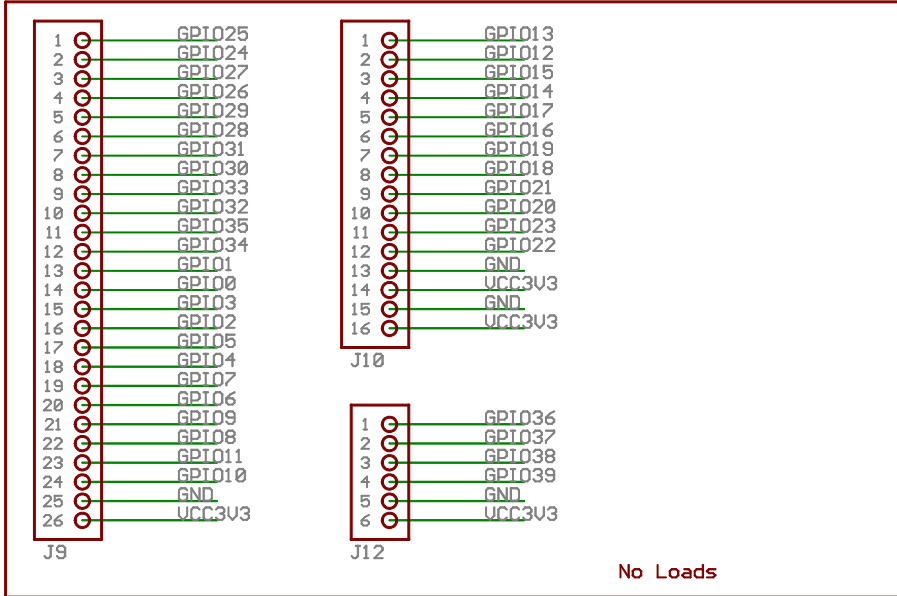 1 GPIO25
2 GPIO24
3 GPIO27
4 GPIO26
5 GPIO29
6 GPIO28
7 GPIO31
8 GPIO30
9 GPIO33
10 GPIO32
11 GPIO35
12 GPIO34
13 GPIO1
14 GPIO0
15 GPIO3
16 GPIO2
17 GPIO5
18 GPIO4
19 GPIO7
20 GPIO6
21 GPIO9
22 GPIO8
23 GPIO11
24 GPIO10
25 GND
26 VCC3V3
J9
1 GPIO13
2 GPIO12
3 GPIO15
4 GPIO14
5 GPIO17
6 GPIO16
7 GPIO19
8 GPIO18
9 GPIO21
10 GPIO20
11 GPIO23
12 GPIO22
13 GND
14 VCC3V3
15 GND
16 VCC3V3
J10
1 GPIO36
2 GPIO37
3 GPIO38
4 GPIO39
5 GND
6 VCC3V3
J12
No Loads